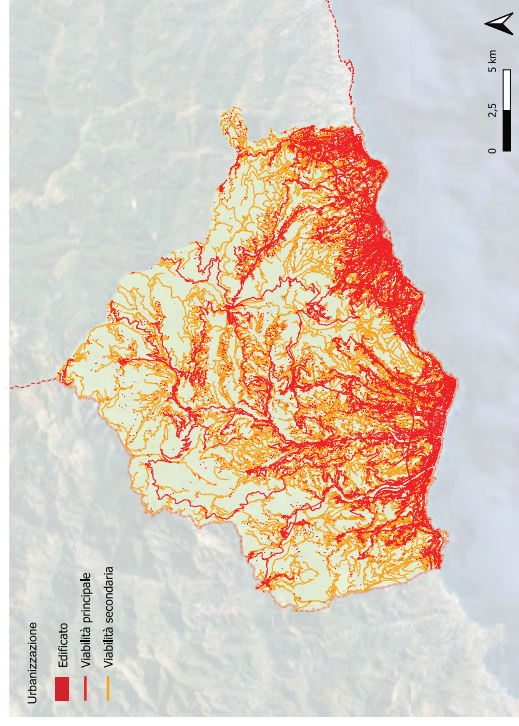 Urbanizzazione
Edificato
Viabilità principale
Viabilità secondaria
0 2,5 5 km